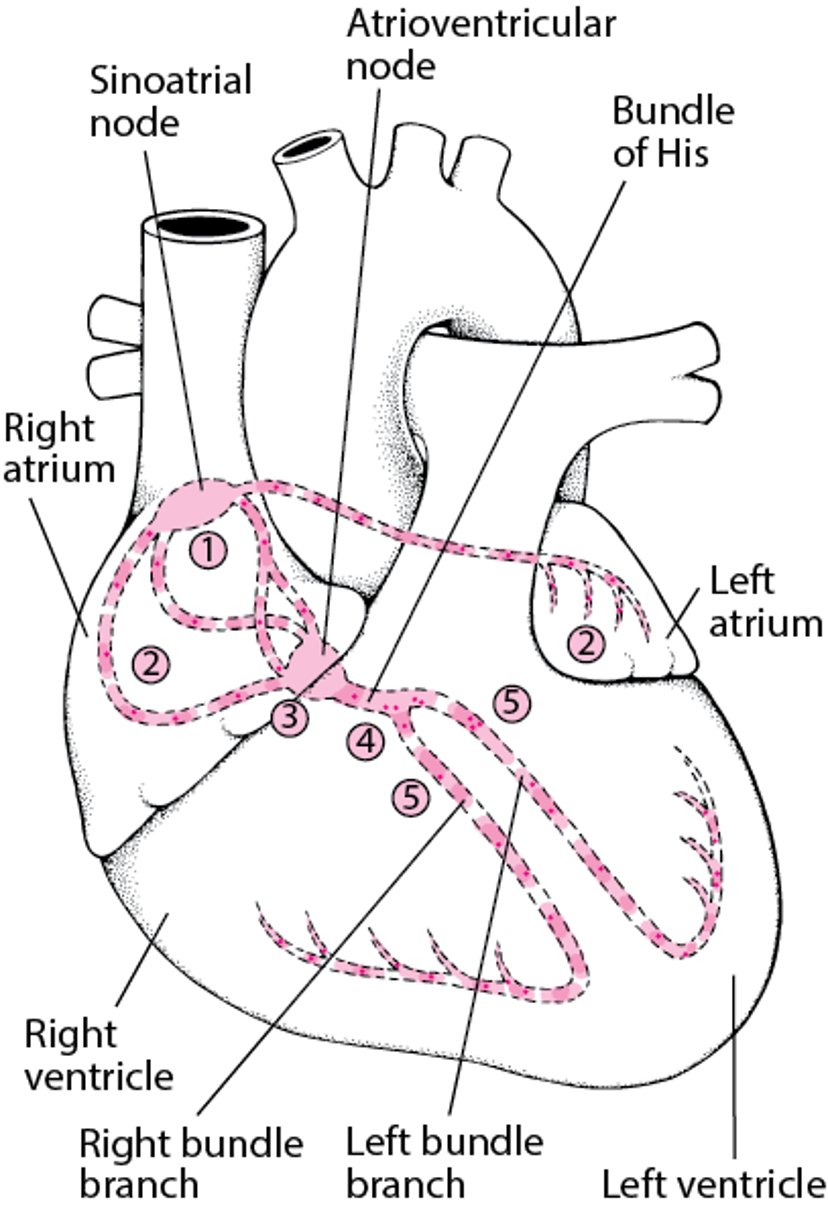 Atrioventricular
node
Sinoatrial
node
Bundle
of His
Right
atrium
1
Left
atrium
2
2
3
4
5
5
Right
ventricle
Right bundle
branch
Left bundle
branch
Left ventricle